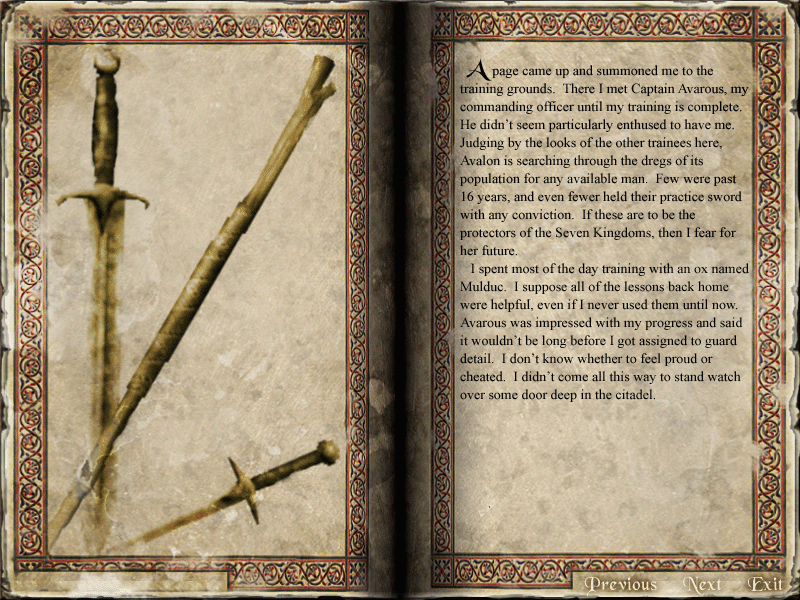 A page came up and summoned me to the
training grounds.  There I met Captain Avarous, my
commanding officer until my training is complete.
He didn't seem particularly enthused to have me.
Judging by the looks of the other trainees here,
Avalon is searching through the dregs of its
population for any available man.  Few were past
16 years, and even fewer held their practice sword
with any conviction.  If these are to be the
protectors of the Seven Kingdoms, then I fear for
her future.
I spent most of the day training with an ox named
Mulduc.  I suppose all of the lessons back home
were helpful, even if I never used them until now.
Avarous was impressed with my progress and said
it wouldn't be long before I got assigned to guard
detail.  I don't know whether to feel proud or
cheated.  I didn't come all this way to stand watch
over some door deep in the citadel.
Previous Next Exit